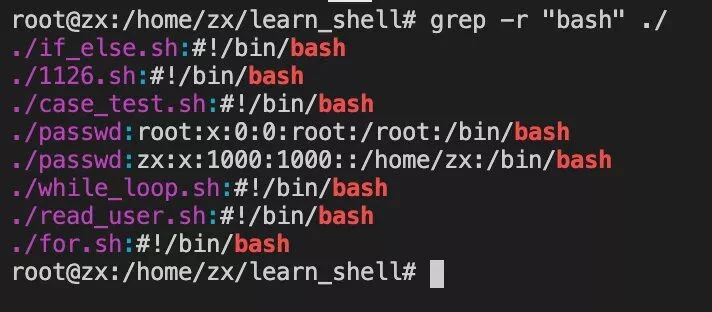 root@zx:/home/zx/learn_shell# grep -r "bash" ./
./if_else.sh:#!/bin/bash
./1126.sh:#!/bin/bash
./case_test.sh:#!/bin/bash
./passwd:root:x:0:0:root:/root:/bin/bash
./passwd:zx:x:1000:1000::/home/zx:/bin/bash
./while_loop.sh:#!/bin/bash
./read_user.sh:#!/bin/bash
./for.sh:#!/bin/bash
root@zx:/home/zx/learn_shell#